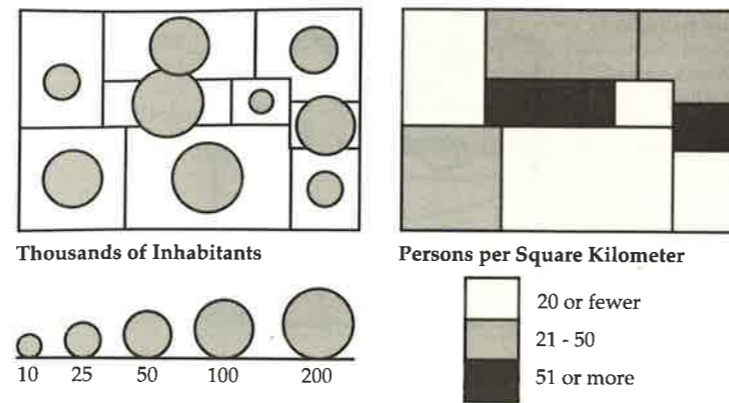 Thousands of Inhabitants
10 25 50 100 200
Persons per Square Kilometer
20 or fewer
21 - 50
51 or more